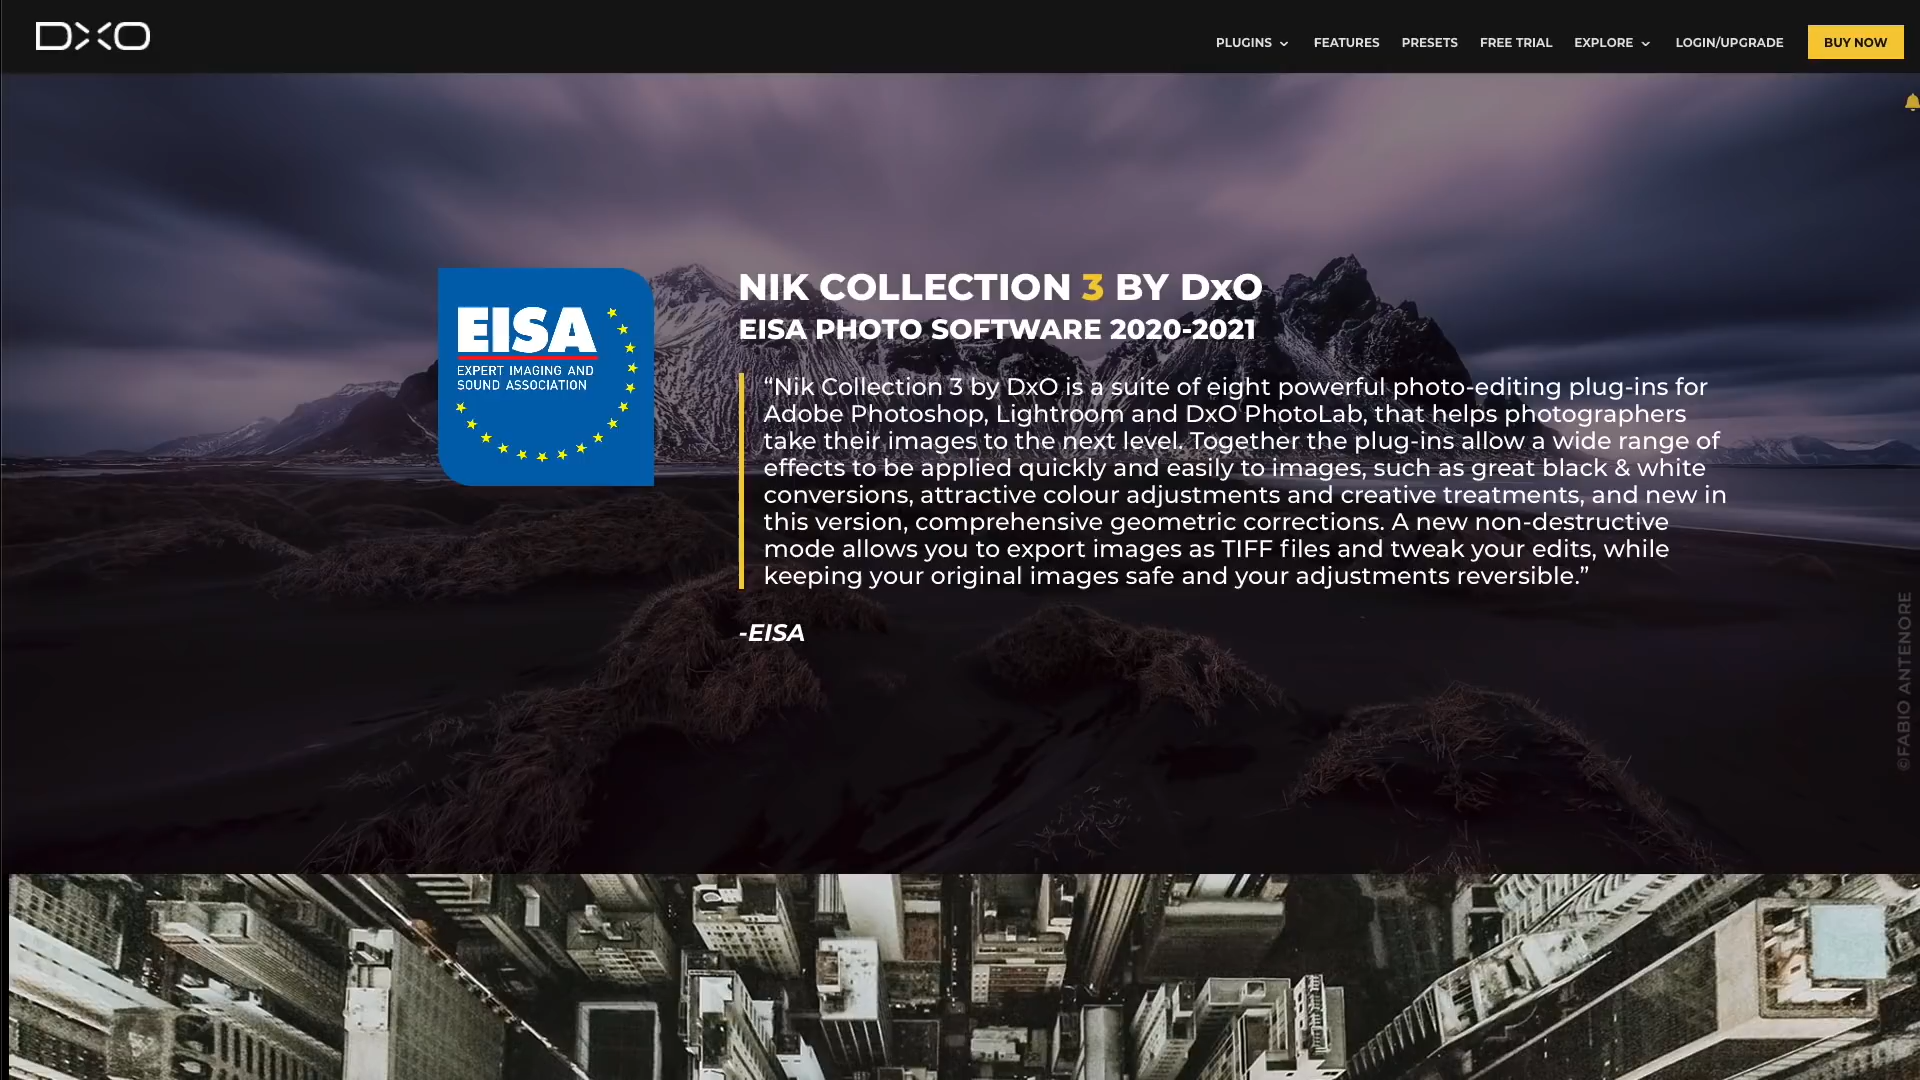 DXO
PLUGINS
FEATURES
PRESETS
FREE TRIAL
EXPLORE
LOGIN/UPGRADE
BUY NOW
EISA
EXPERT IMAGING AND
SOUND ASSOCIATION
NIK COLLECTION 3 BY DxO
EISA PHOTO SOFTWARE 2020-2021
“Nik Collection 3 by DxO is a suite of eight powerful photo-editing plug-ins for
Adobe Photoshop, Lightroom and DxO PhotoLab, that helps photographers
take their images to the next level. Together the plug-ins allow a wide range of
effects to be applied quickly and easily to images, such as great black & white
conversions, attractive colour adjustments and creative treatments, and new in
this version, comprehensive geometric corrections. A new non-destructive
mode allows you to export images as TIFF files and tweak your edits, while
keeping your original images safe and your adjustments reversible.”
-EISA
©FABIO ANTENORE